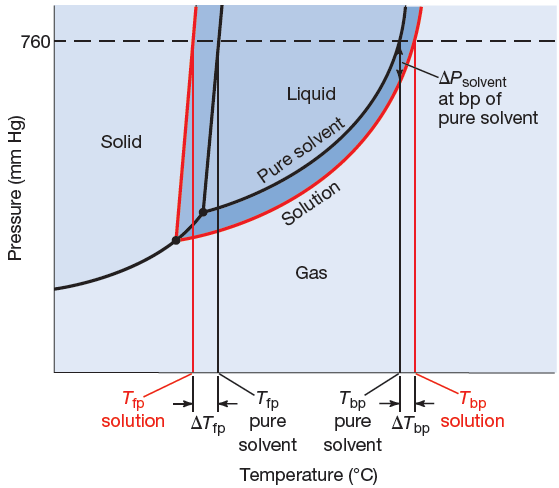 760
Pressure (mm Hg)
Solid
Liquid
Pure solvent
Solution
Gas
ΔPsolvent
at bp of
pure solvent
Tfp
solution
ΔTfp
Tfp
pure
solvent
Tbp
pure
solvent
ΔTbp
Tbp
solution
Temperature (°C)